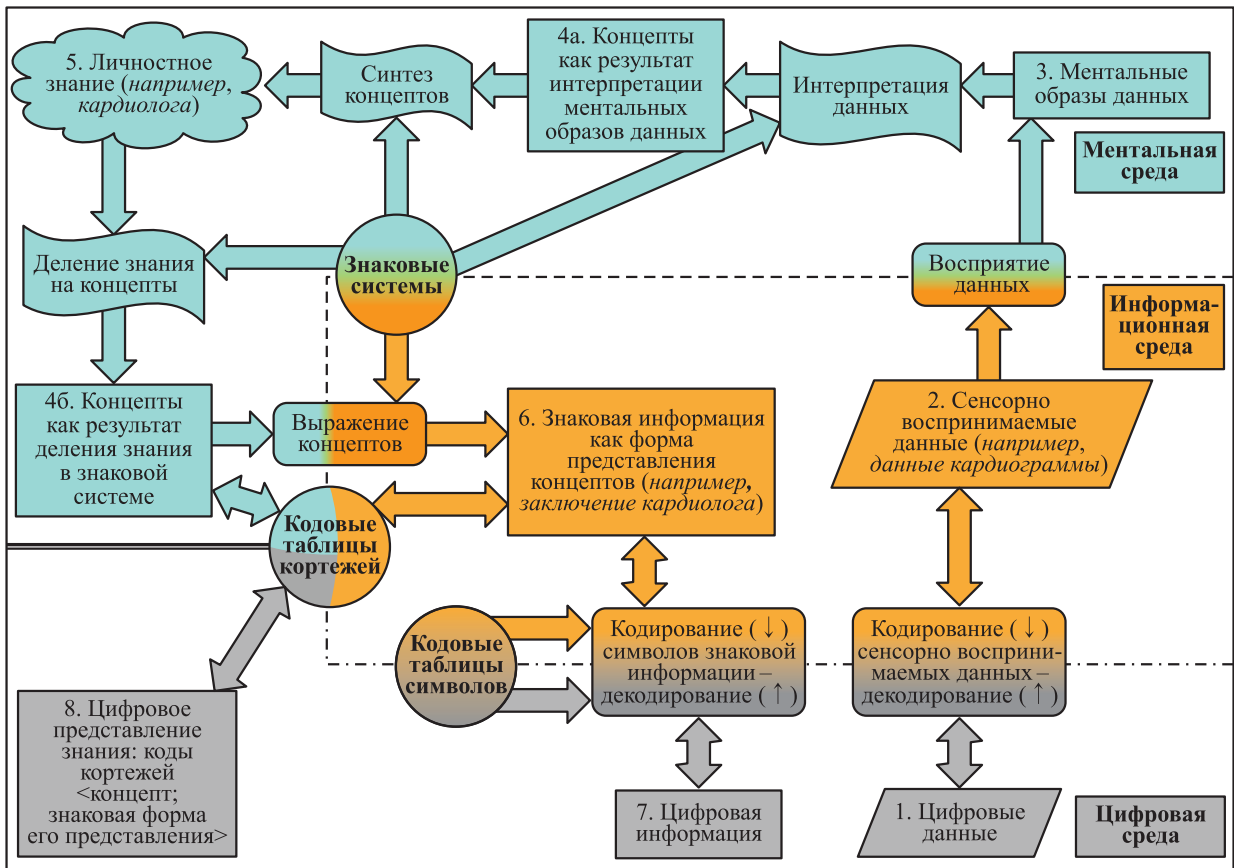 5. Личностное
знание (например,
кардиолога)
Синтез
концептов
4а. Концепты
как результат
интерпретации
ментальных
образов данных
Интерпретация
данных
3. Ментальные
образы данных
Ментальная
среда
Деление знания
на концепты
Знаковые
системы
Восприятие
данных
Информа-
ционная
среда
4б. Концепты
как результат
деления знания
в знаковой
системе
Выражение
концептов
6. Знаковая информация
как форма
представления
концептов (например,
заключение кардиолога)
2. Сенсорно
воспринимаемые
данные (например,
данные кардиограммы)
Кодовые
таблицы
кортежей
Кодовые
таблицы
символов
Кодирование (↓)
символов знаковой
информации –
декодирование (↑)
Кодирование (↓)
сенсорно восприни-
маемых данных –
декодирование (↑)
8. Цифровое
представление
знания: коды
кортежей
<концепт;
знаковая форма
его представления>
7. Цифровая
информация
1. Цифровые
данные
Цифровая
среда